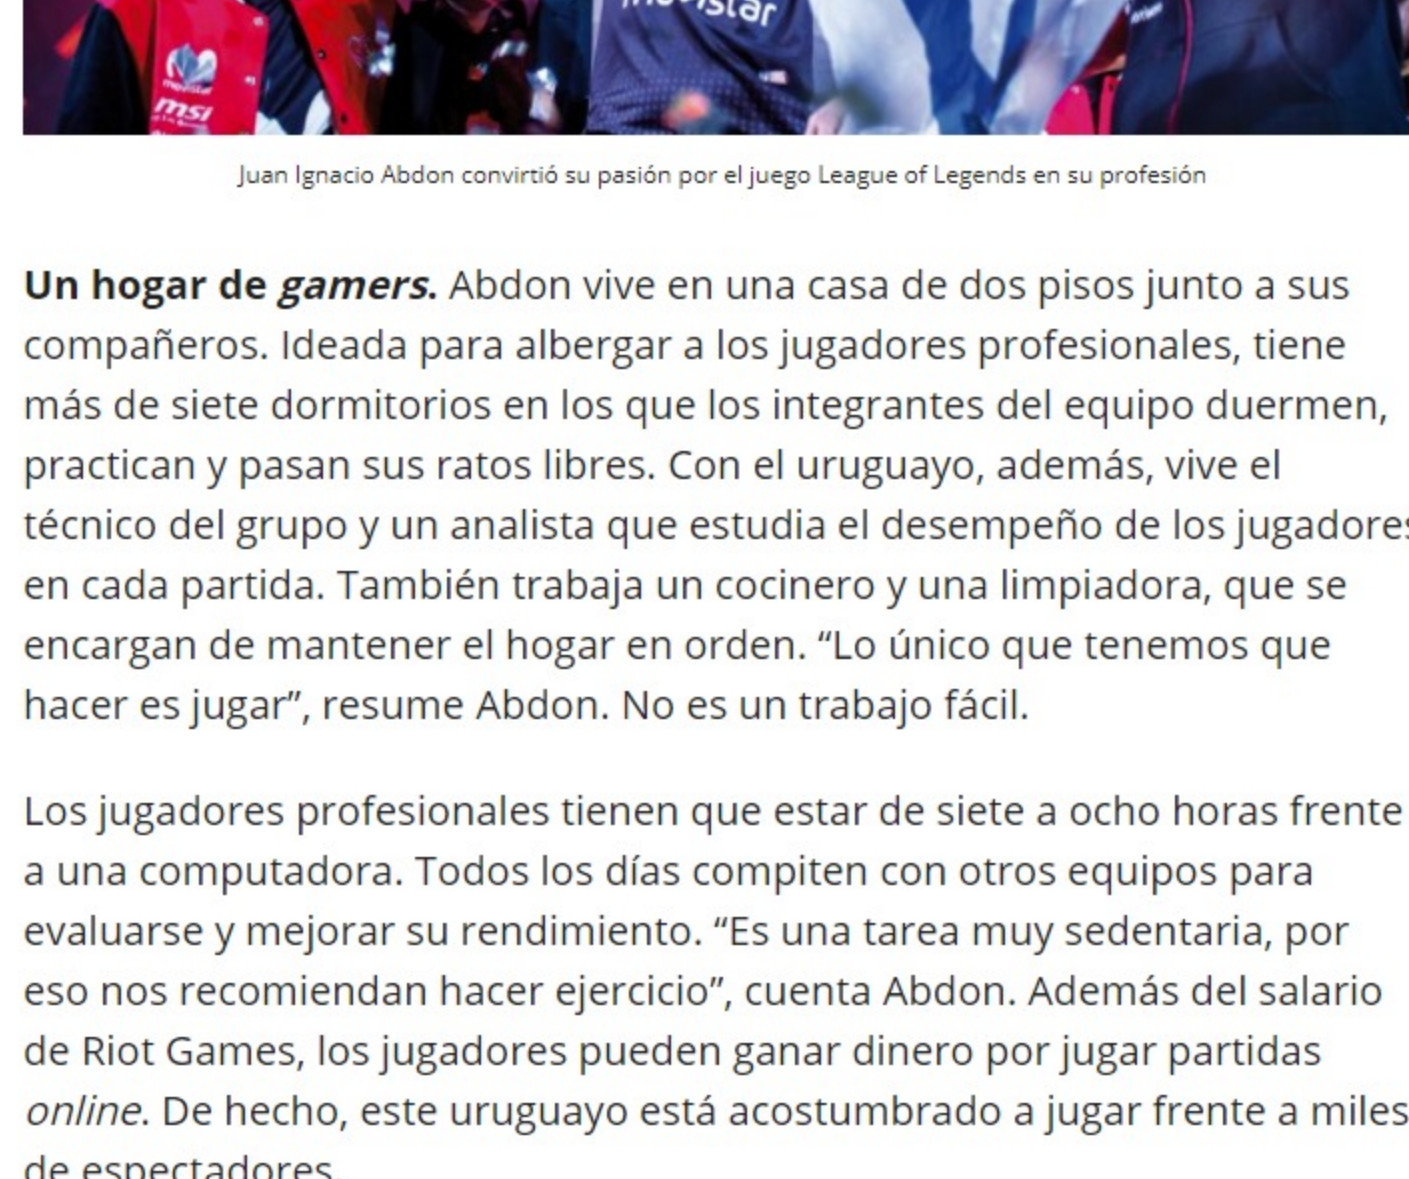 movistar
movistar
msi
Juan Ignacio Abdon convirtió su pasión por el juego League of Legends en su profesión
Un hogar de gamers. Abdon vive en una casa de dos pisos junto a sus
compañeros. Ideada para albergar a los jugadores profesionales, tiene
más de siete dormitorios en los que los integrantes del equipo duermen,
practican y pasan sus ratos libres. Con el uruguayo, además, vive el
técnico del grupo y un analista que estudia el desempeño de los jugadores
en cada partida. También trabaja un cocinero y una limpiadora, que se
encargan de mantener el hogar en orden. “Lo único que tenemos que
hacer es jugar”, resume Abdon. No es un trabajo fácil.
Los jugadores profesionales tienen que estar de siete a ocho horas frente
a una computadora. Todos los días compiten con otros equipos para
evaluarse y mejorar su rendimiento. “Es una tarea muy sedentaria, por
eso nos recomiendan hacer ejercicio”, cuenta Abdon. Además del salario
de Riot Games, los jugadores pueden ganar dinero por jugar partidas
online. De hecho, este uruguayo está acostumbrado a jugar frente a miles
de espectadores.